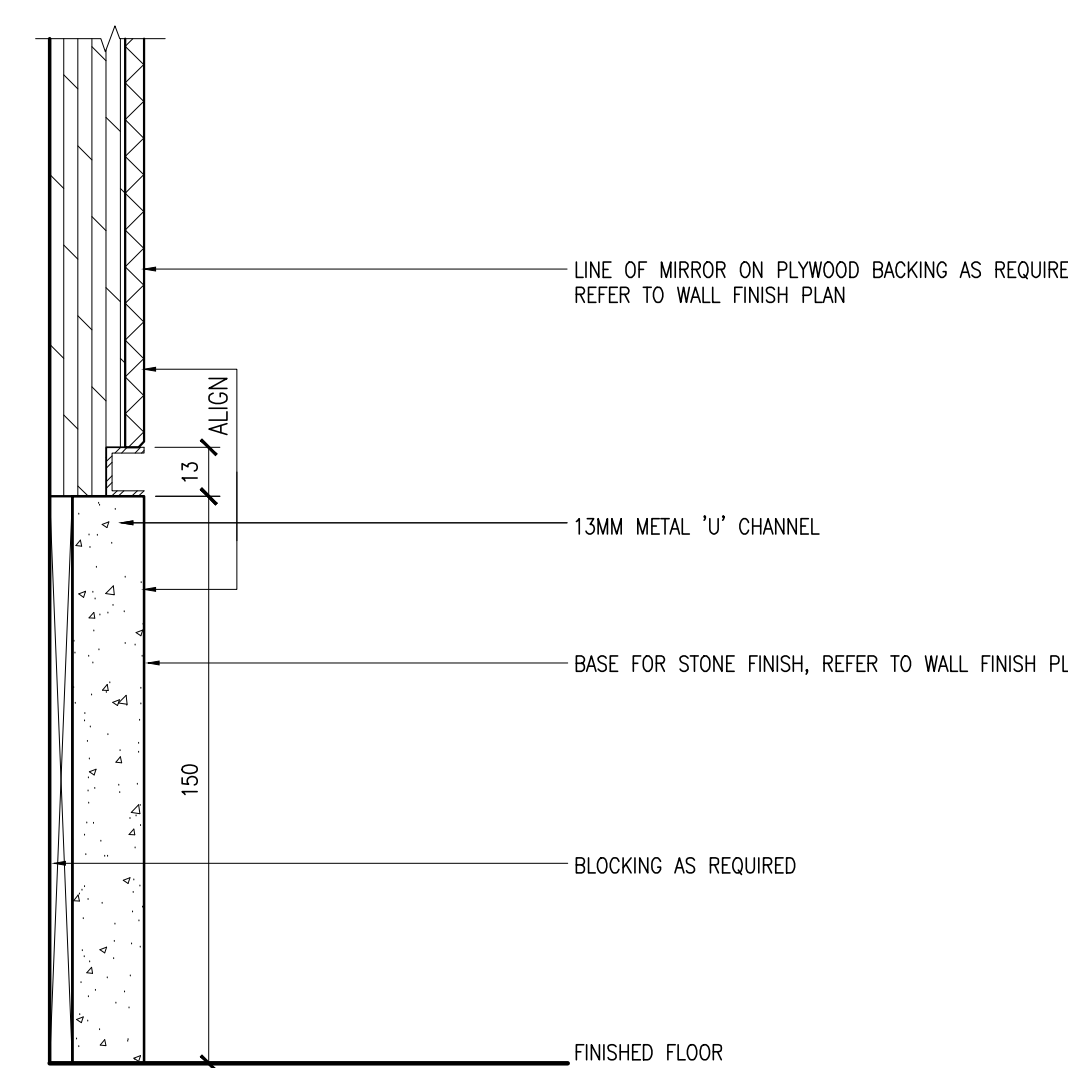 LINE OF MIRROR ON PLYWOOD BACKING AS REQUIRE
REFER TO WALL FINISH PLAN
ALIGN
13
13MM METAL 'U' CHANNEL
BASE FOR STONE FINISH, REFER TO WALL FINISH PL
150
BLOCKING AS REQUIRED
FINISHED FLOOR